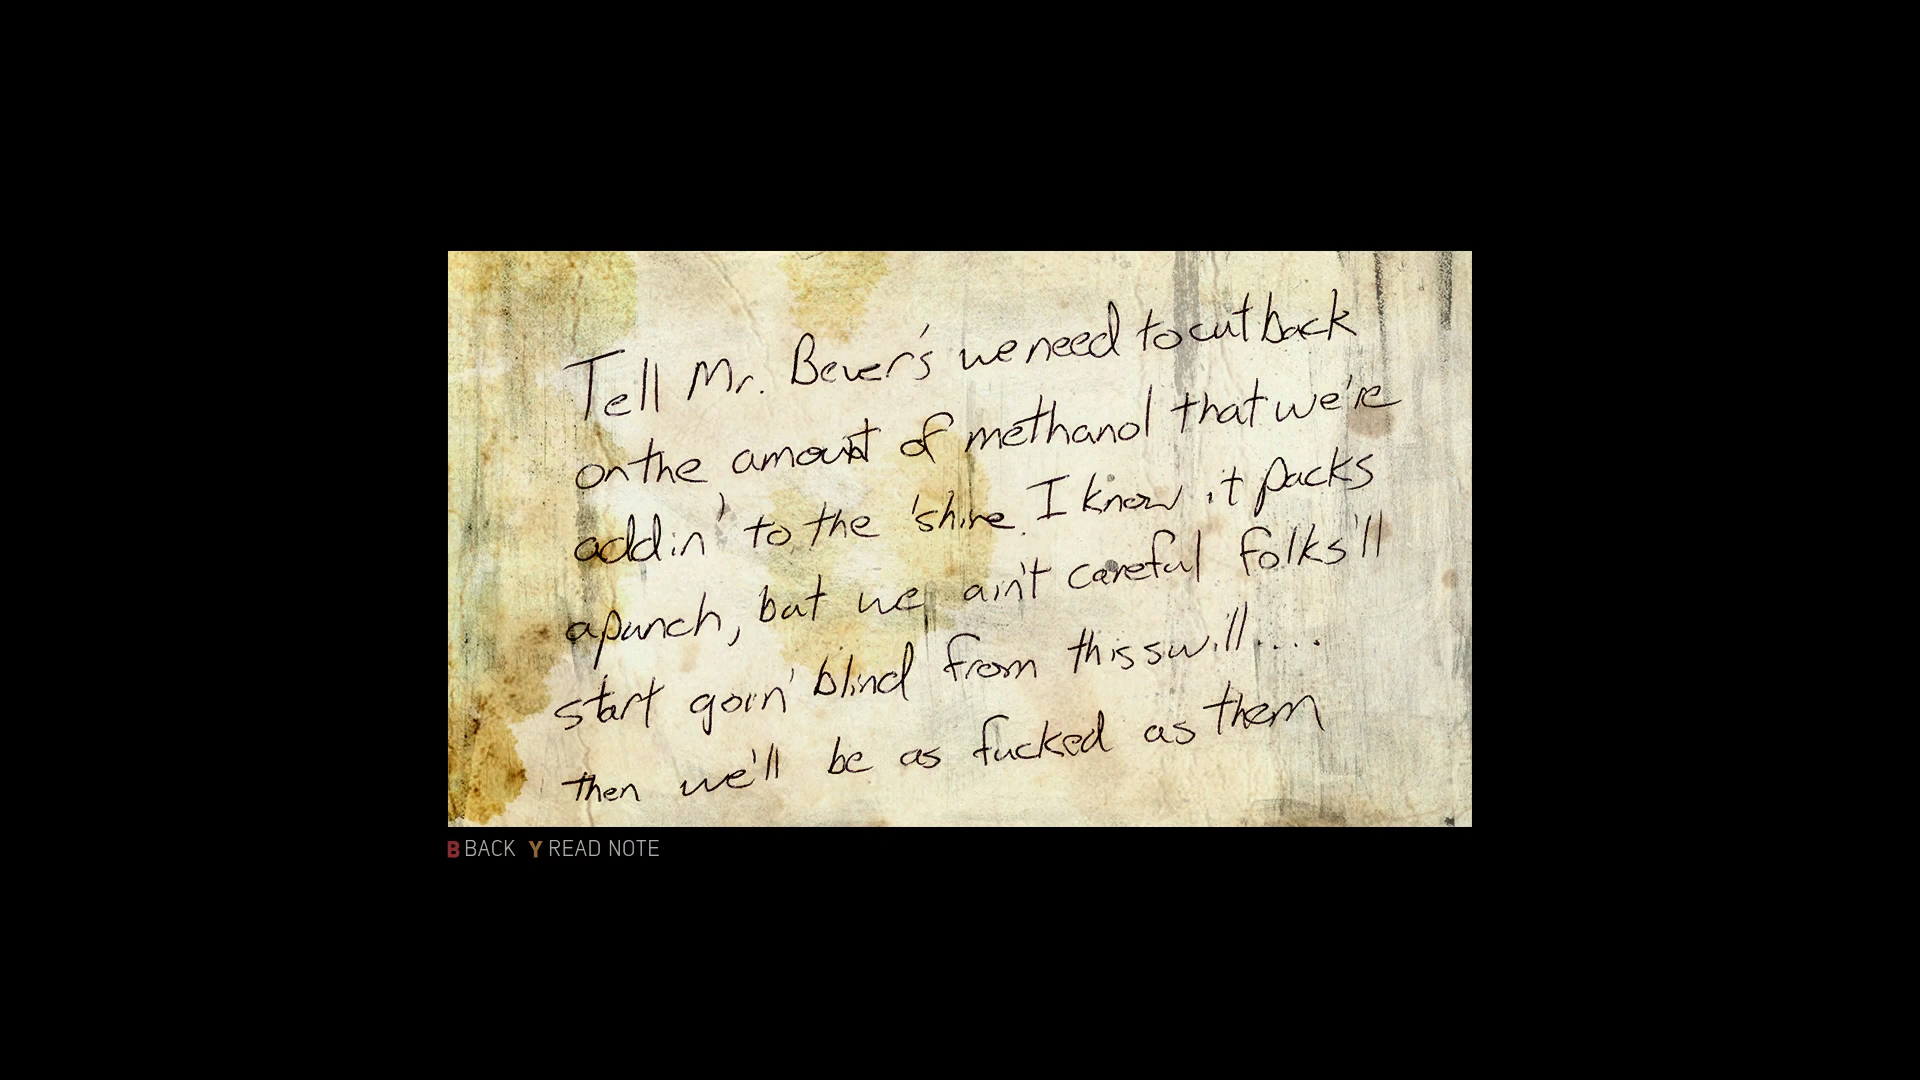 Tell Mr. Bever's we need to cut back
on the amount of methanol that we're
addin' to the 'shine. I know it packs
a punch, but we ain't careful folks'll
start goin' blind from this swill....
then we'll be as fucked as them
B BACK Y READ NOTE